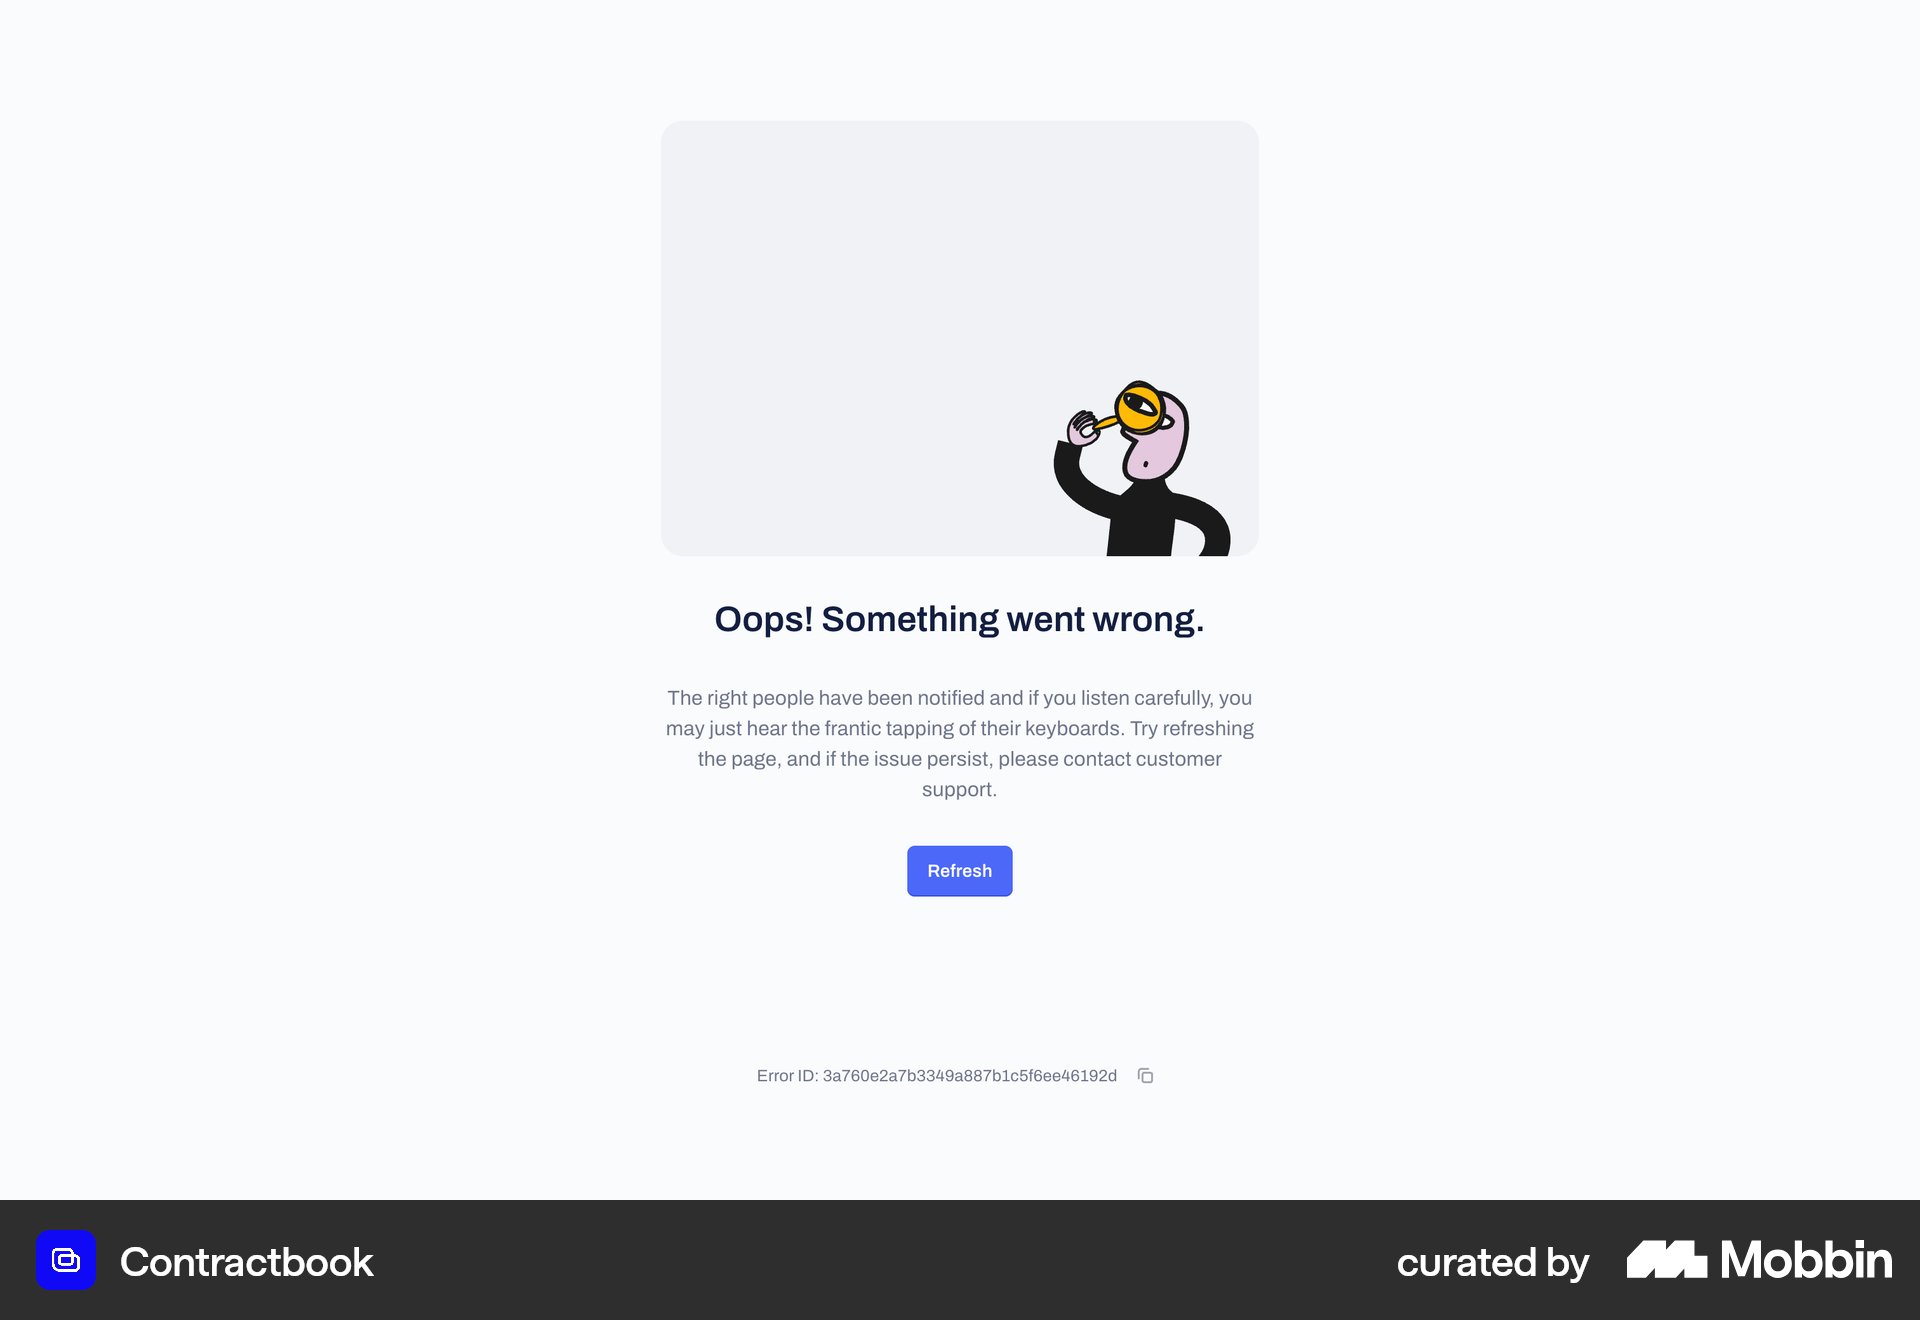 Oops! Something went wrong.
The right people have been notified and if you listen carefully, you
may just hear the frantic tapping of their keyboards. Try refreshing
the page, and if the issue persist, please contact customer
support.
Refresh
Error ID: 3a760e2a7b3349a887b1c5f6ee46192d
Contractbook
curated by Mobbin